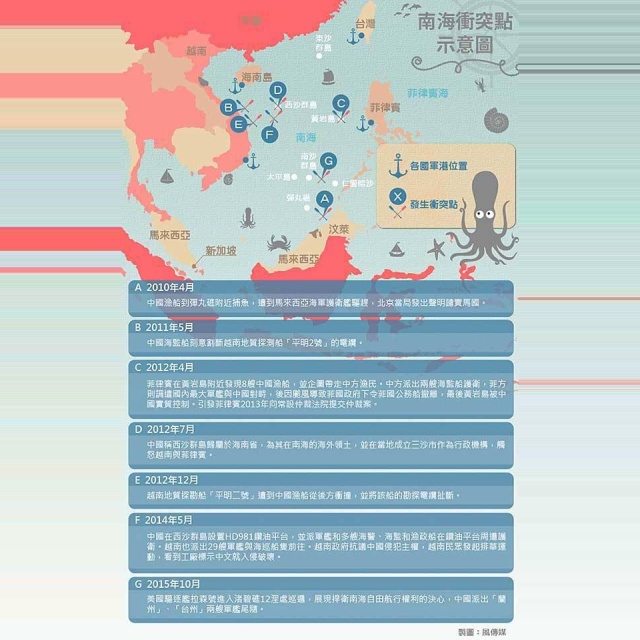 南海衝突點
示意圖
台灣
中國
越南
南沙
群島
海南島
D
B
西沙群島
C
黃岩島
菲律賓
菲律賓海
E
F
南海
南沙
群島
G
太平島
仁愛暗沙
彈丸礁
A
各國軍港位置
X
發生衝突點
汶萊
馬來西亞
新加坡
馬來西亞
A 2010年4月
中國漁船到彈丸礁附近捕魚，遭到馬來西亞海軍護衛艦驅趕，北京當局發出聲明譴責馬國。
B 2011年5月
中國海監船刻意割斷越南地質探測船「平明2號」的電纜。
C 2012年4月
菲律賓在黃岩島附近發現8艘中國漁船，並企圖帶走中方漁民。中方派出兩艘海監船護衛，菲方
則調遣國內最大軍艦與中國對峙，後因颱風導致菲國政府下令菲國公務船撤離，最後黃岩島被中
國實質控制。引發菲律賓2013年向常設仲裁法院提交仲裁案。
D 2012年7月
中國稱西沙群島歸屬於海南省，為其在南海的海外領土，並在當地成立三沙市作為行政機構，觸
怒越南與菲律賓。
E 2012年12月
越南地質探勘船「平明二號」遭到中國漁船從後方衝撞，並將該船的勘探電纜扯斷。
F 2014年5月
中國在西沙群島設置HD981鑽油平台，並派軍艦和多艘海警、海監和漁政船在鑽油平台周邊護
衛。越南也派出29艘軍艦與海巡船隻前往。越南政府抗議中國侵犯主權，越南民眾發起排華運
動，看到工廠標示中文就入侵破壞。
G 2015年10月
美國驅逐艦拉森號進入渚碧礁12浬處巡邏，展現捍衛南海自由航行權利的決心，中國派出「蘭
州」、「台州」兩艘軍艦尾隨。
製圖：風傳媒